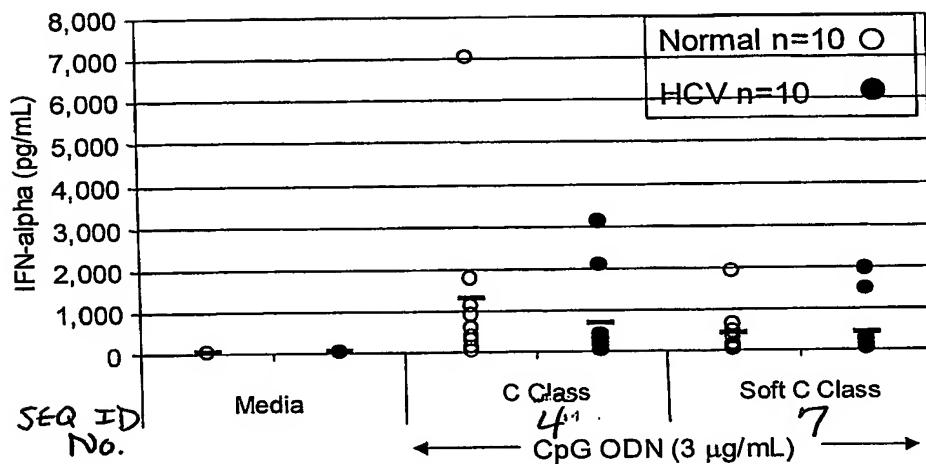 8,000
7,000
6,000
5,000
4,000
3,000
2,000
1,000
0
IFN-alpha (pg/mL)
Normal n=10
HCV n=10
Media
C Class
Soft C Class
SEQ ID
No.
4
7
CpG ODN (3 µg/mL)